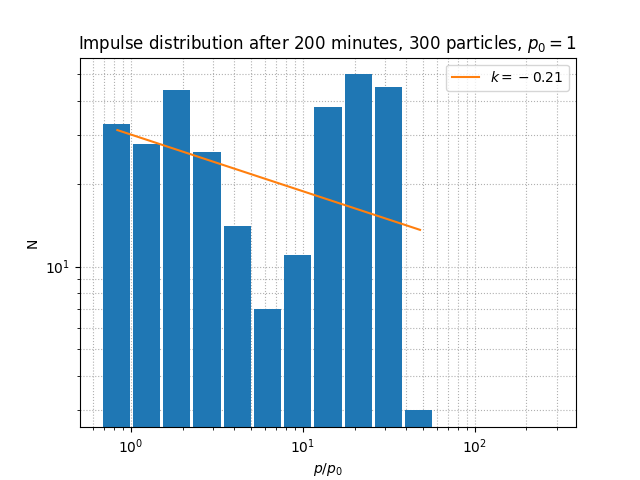 Impulse distribution after 200 minutes, 300 particles, p₀ = 1
k = −0.21
N
10¹
10⁰ 10¹ 10²
p/p₀